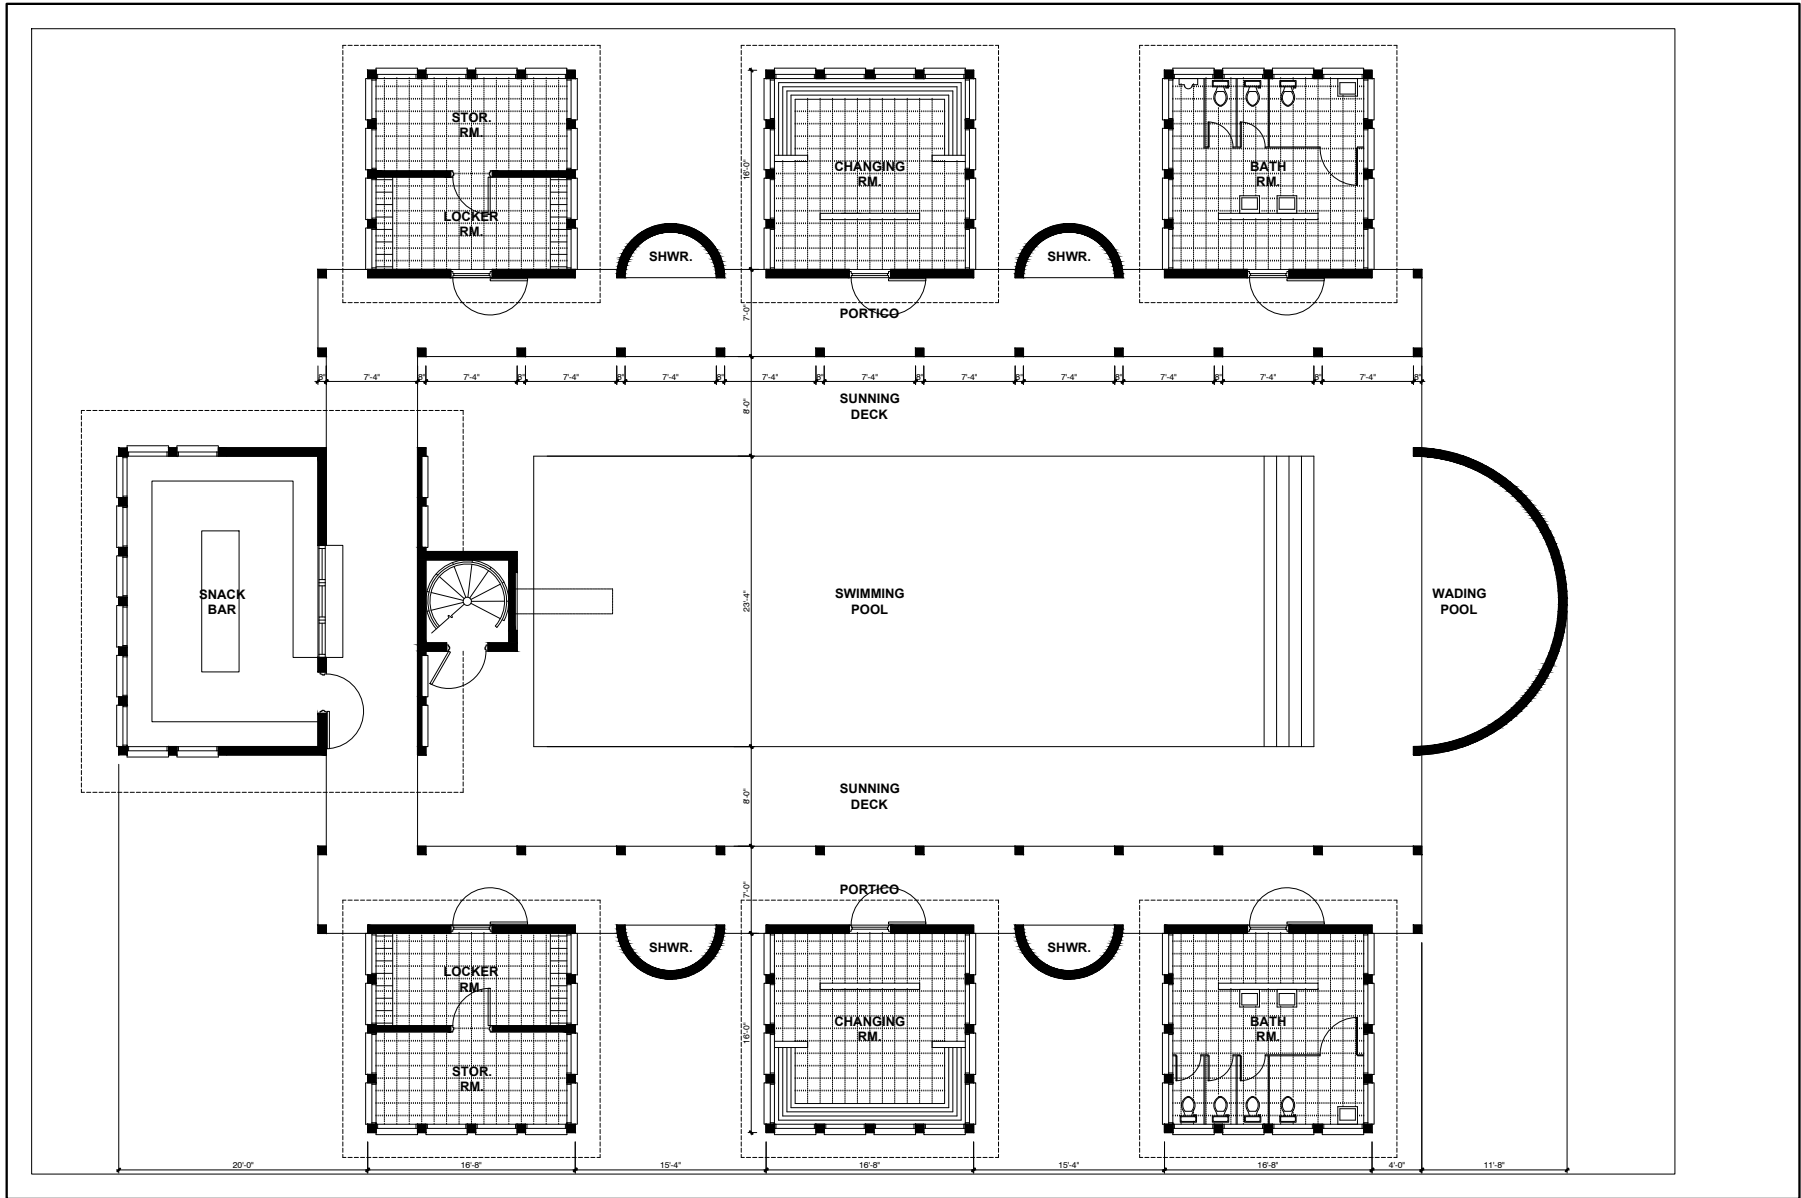 STOR.
RM.
CHANGING
RM.
BATH
RM.
16'-0"
LOCKER
RM.
SHWR.
SHWR.
PORTICO
7'-0"
8" 7'-4" 8" 7'-4" 7'-4" 8" 7'-4" 8" 7'-4" 8" 7'-4" 8" 7'-4" 8" 7'-4" 8" 7'-4" 8" 7'-4" 8" 7'-4" 8"
SUNNING
DECK
8'-0"
SNACK
BAR
SWIMMING
POOL
23'-4"
WADING
POOL
SUNNING
DECK
8'-0"
PORTICO
7'-0"
SHWR.
SHWR.
LOCKER
RM.
CHANGING
RM.
BATH
RM.
16'-0"
STOR.
RM.
20'-0" 16'-8" 15'-4" 16'-8" 15'-4" 16'-8" 4'-0" 11'-8"